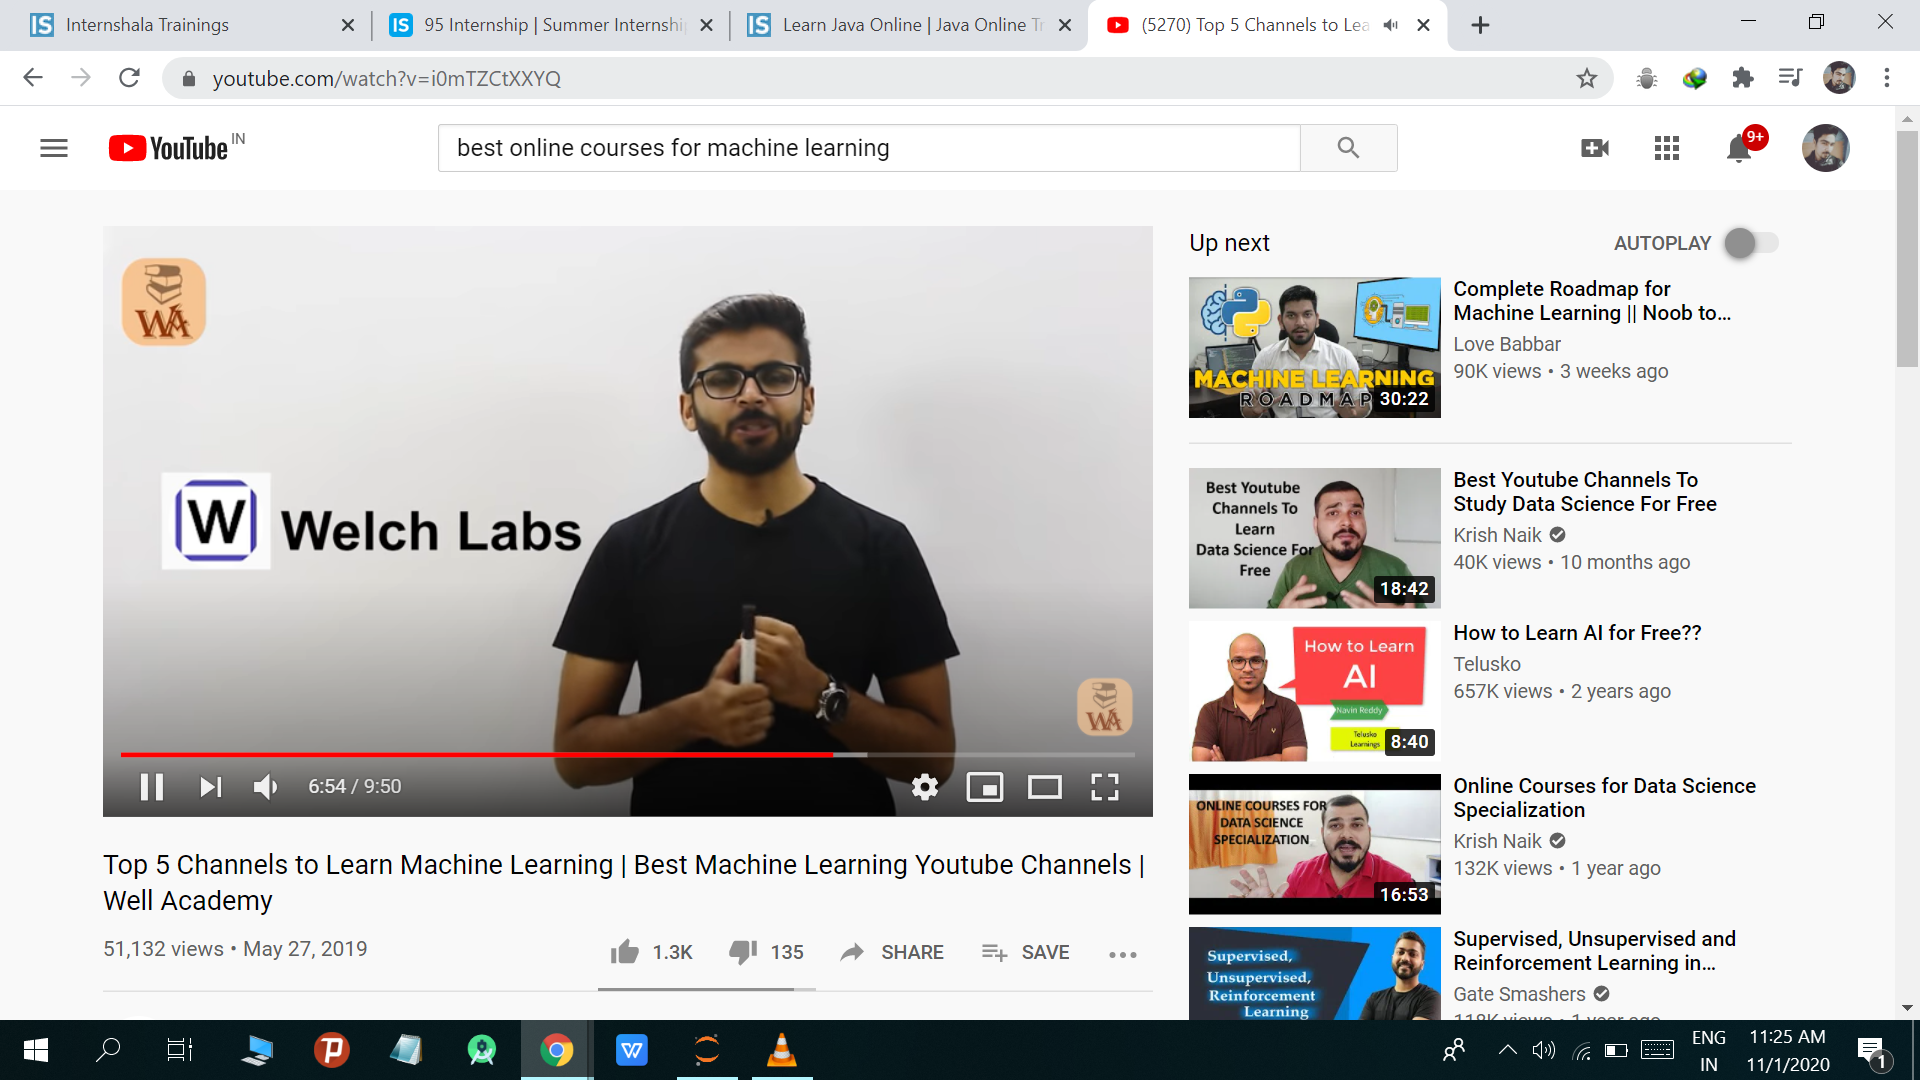 Internshala Trainings
95 Internship | Summer Internshi
Learn Java Online | Java Online Tr
(5270) Top 5 Channels to Lea
youtube.com/watch?v=i0mTZCtXXYQ
YouTube IN
best online courses for machine learning
9+
WA
W Welch Labs
WA
6:54 / 9:50
Top 5 Channels to Learn Machine Learning | Best Machine Learning Youtube Channels |
Well Academy
51,132 views • May 27, 2019
1.3K 135 SHARE SAVE
Up next AUTOPLAY
MACHINE LEARNING
ROADMAP
30:22
Complete Roadmap for
Machine Learning || Noob to...
Love Babbar
90K views • 3 weeks ago
Best Youtube
Channels To
Learn
Data Science For
Free
18:42
Best Youtube Channels To
Study Data Science For Free
Krish Naik
40K views • 10 months ago
How to Learn
AI
Navin Reddy
Telusko
Learnings
8:40
How to Learn AI for Free??
Telusko
657K views • 2 years ago
ONLINE COURSES FOR
DATA SCIENCE
SPECIALIZATION
16:53
Online Courses for Data Science
Specialization
Krish Naik
132K views • 1 year ago
Supervised,
Unsupervised,
Reinforcement
Learning
Supervised, Unsupervised and
Reinforcement Learning in...
Gate Smashers
118K views • 1 year ago
ENG
IN
11:25 AM
11/1/2020
1